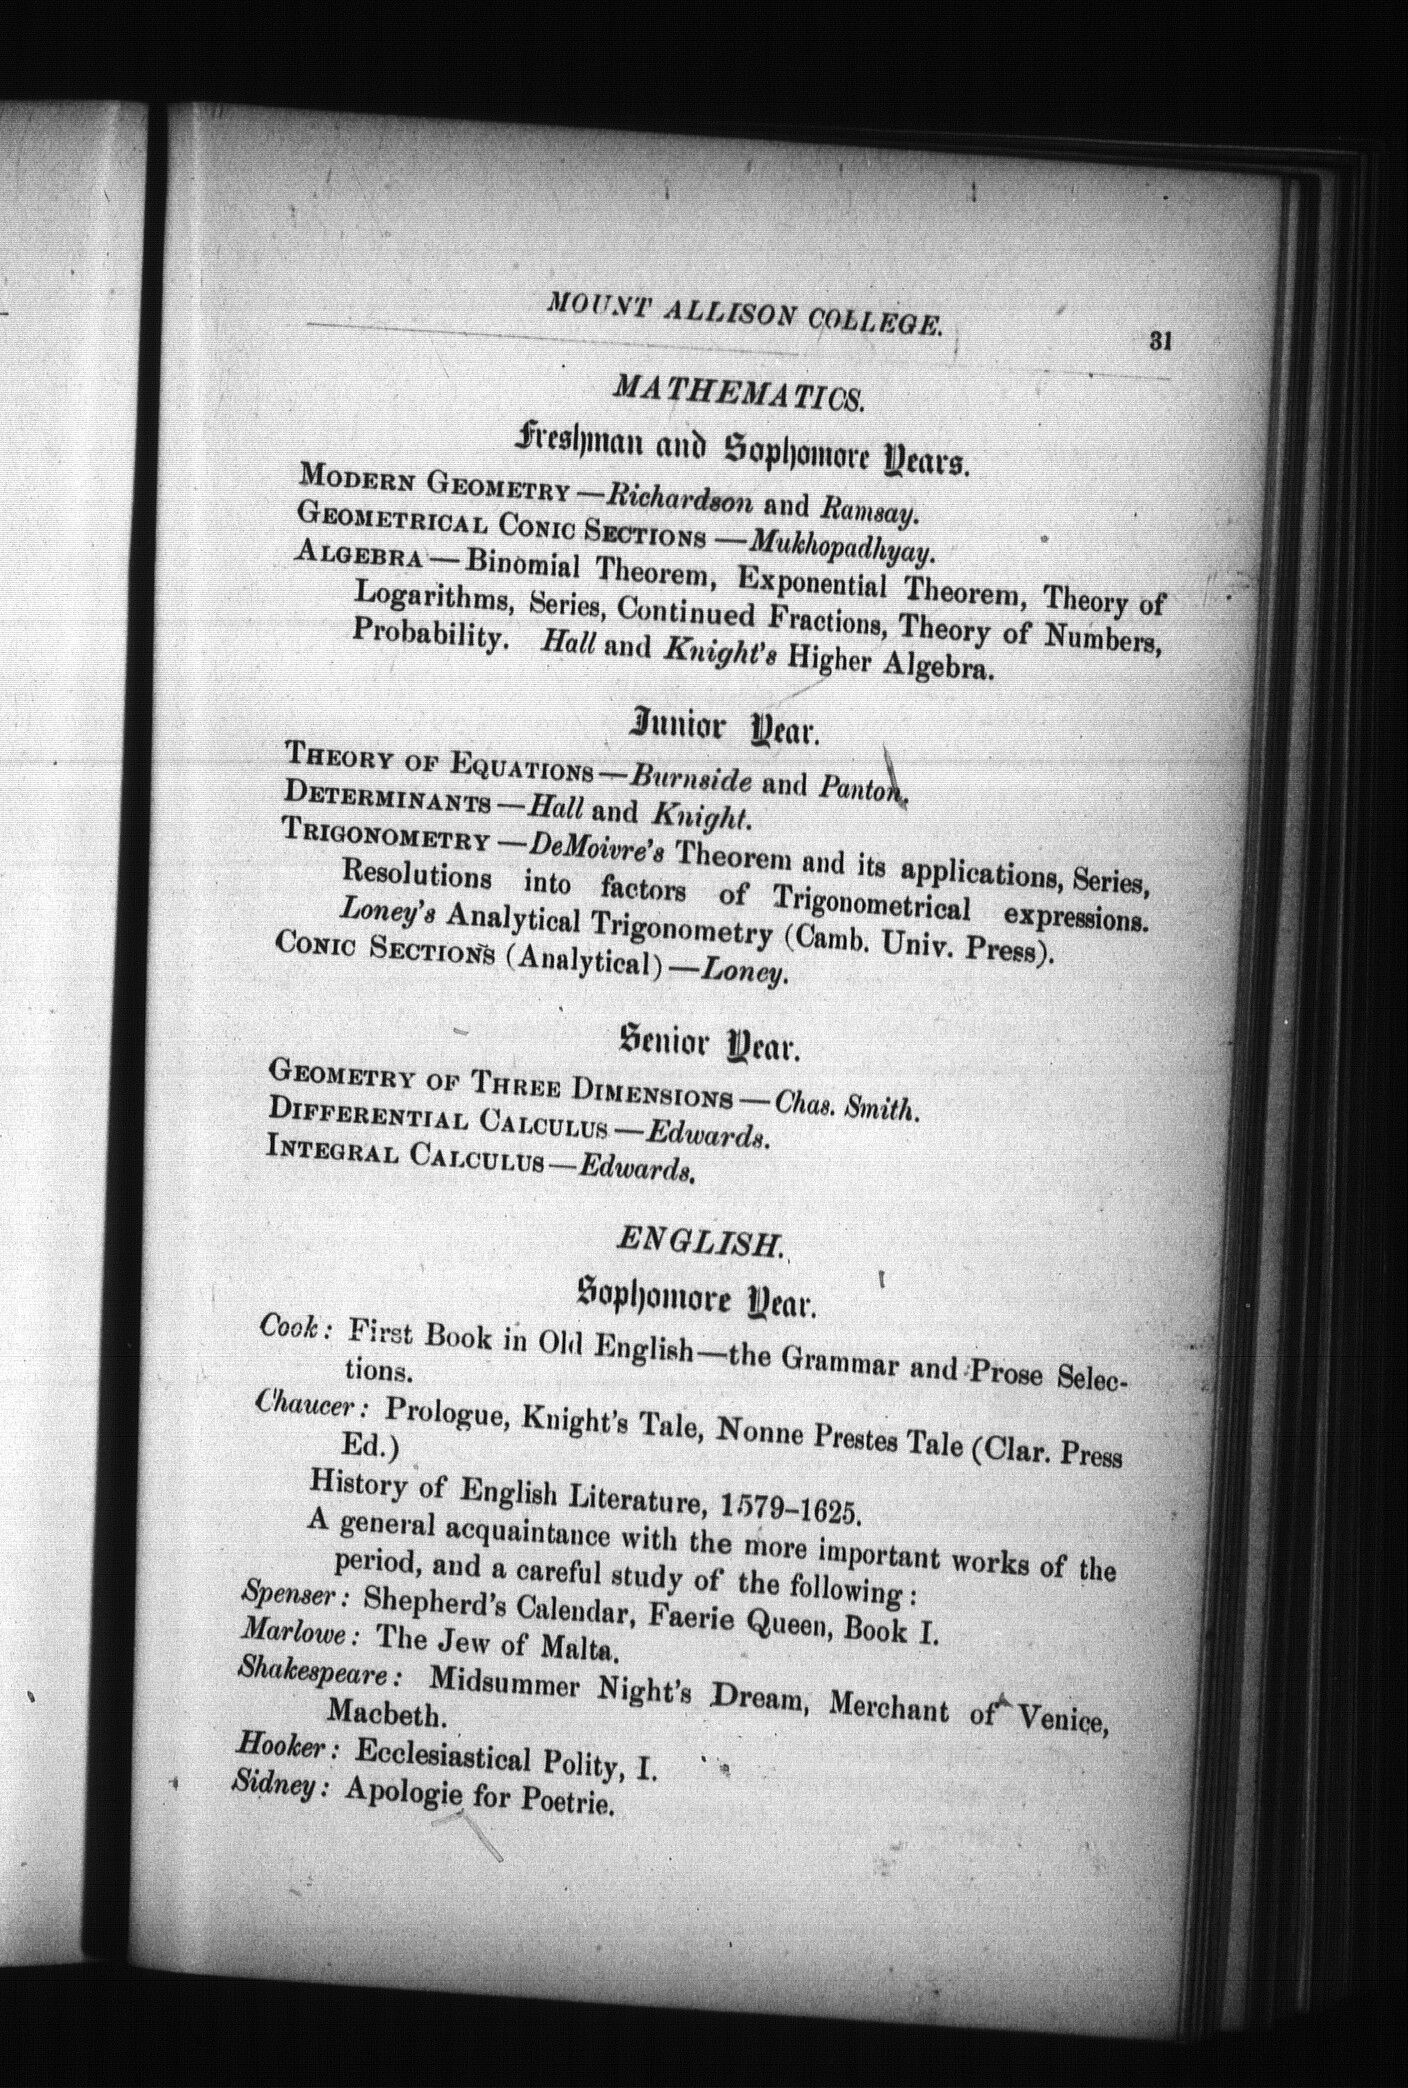 MOUNT ALLISON COLLEGE.
31
MATHEMATICS.
Freshman and Sophomore Years.
MODERN GEOMETRY—Richardson and Ramsay.
GEOMETRICAL CONIC SECTIONS—Mukhopadhyay.
ALGEBRA—Binomial Theorem, Exponential Theorem, Theory of
Logarithms, Series, Continued Fractions, Theory of Numbers,
Probability. Hall and Knight's Higher Algebra.
Junior Year.
THEORY OF EQUATIONS—Burnside and Panton.
DETERMINANTS—Hall and Knight.
TRIGONOMETRY—DeMoivre's Theorem and its applications, Series,
Resolutions into factors of Trigonometrical expressions.
Loney's Analytical Trigonometry (Camb. Univ. Press).
CONIC SECTIONS (Analytical)—Loney.
Senior Year.
GEOMETRY OF THREE DIMENSIONS—Chas. Smith.
DIFFERENTIAL CALCULUS—Edwards.
INTEGRAL CALCULUS—Edwards.
ENGLISH.
Sophomore Year.
Cook: First Book in Old English—the Grammar and Prose Selec-
tions.
Chaucer: Prologue, Knight's Tale, Nonne Prestes Tale (Clar. Press
Ed.)
History of English Literature, 1579-1625.
A general acquaintance with the more important works of the
period, and a careful study of the following:
Spenser: Shepherd's Calendar, Faerie Queen, Book I.
Marlowe: The Jew of Malta.
Shakespeare: Midsummer Night's Dream, Merchant of Venice,
Macbeth.
Hooker: Ecclesiastical Polity, I.
Sidney: Apologie for Poetrie.